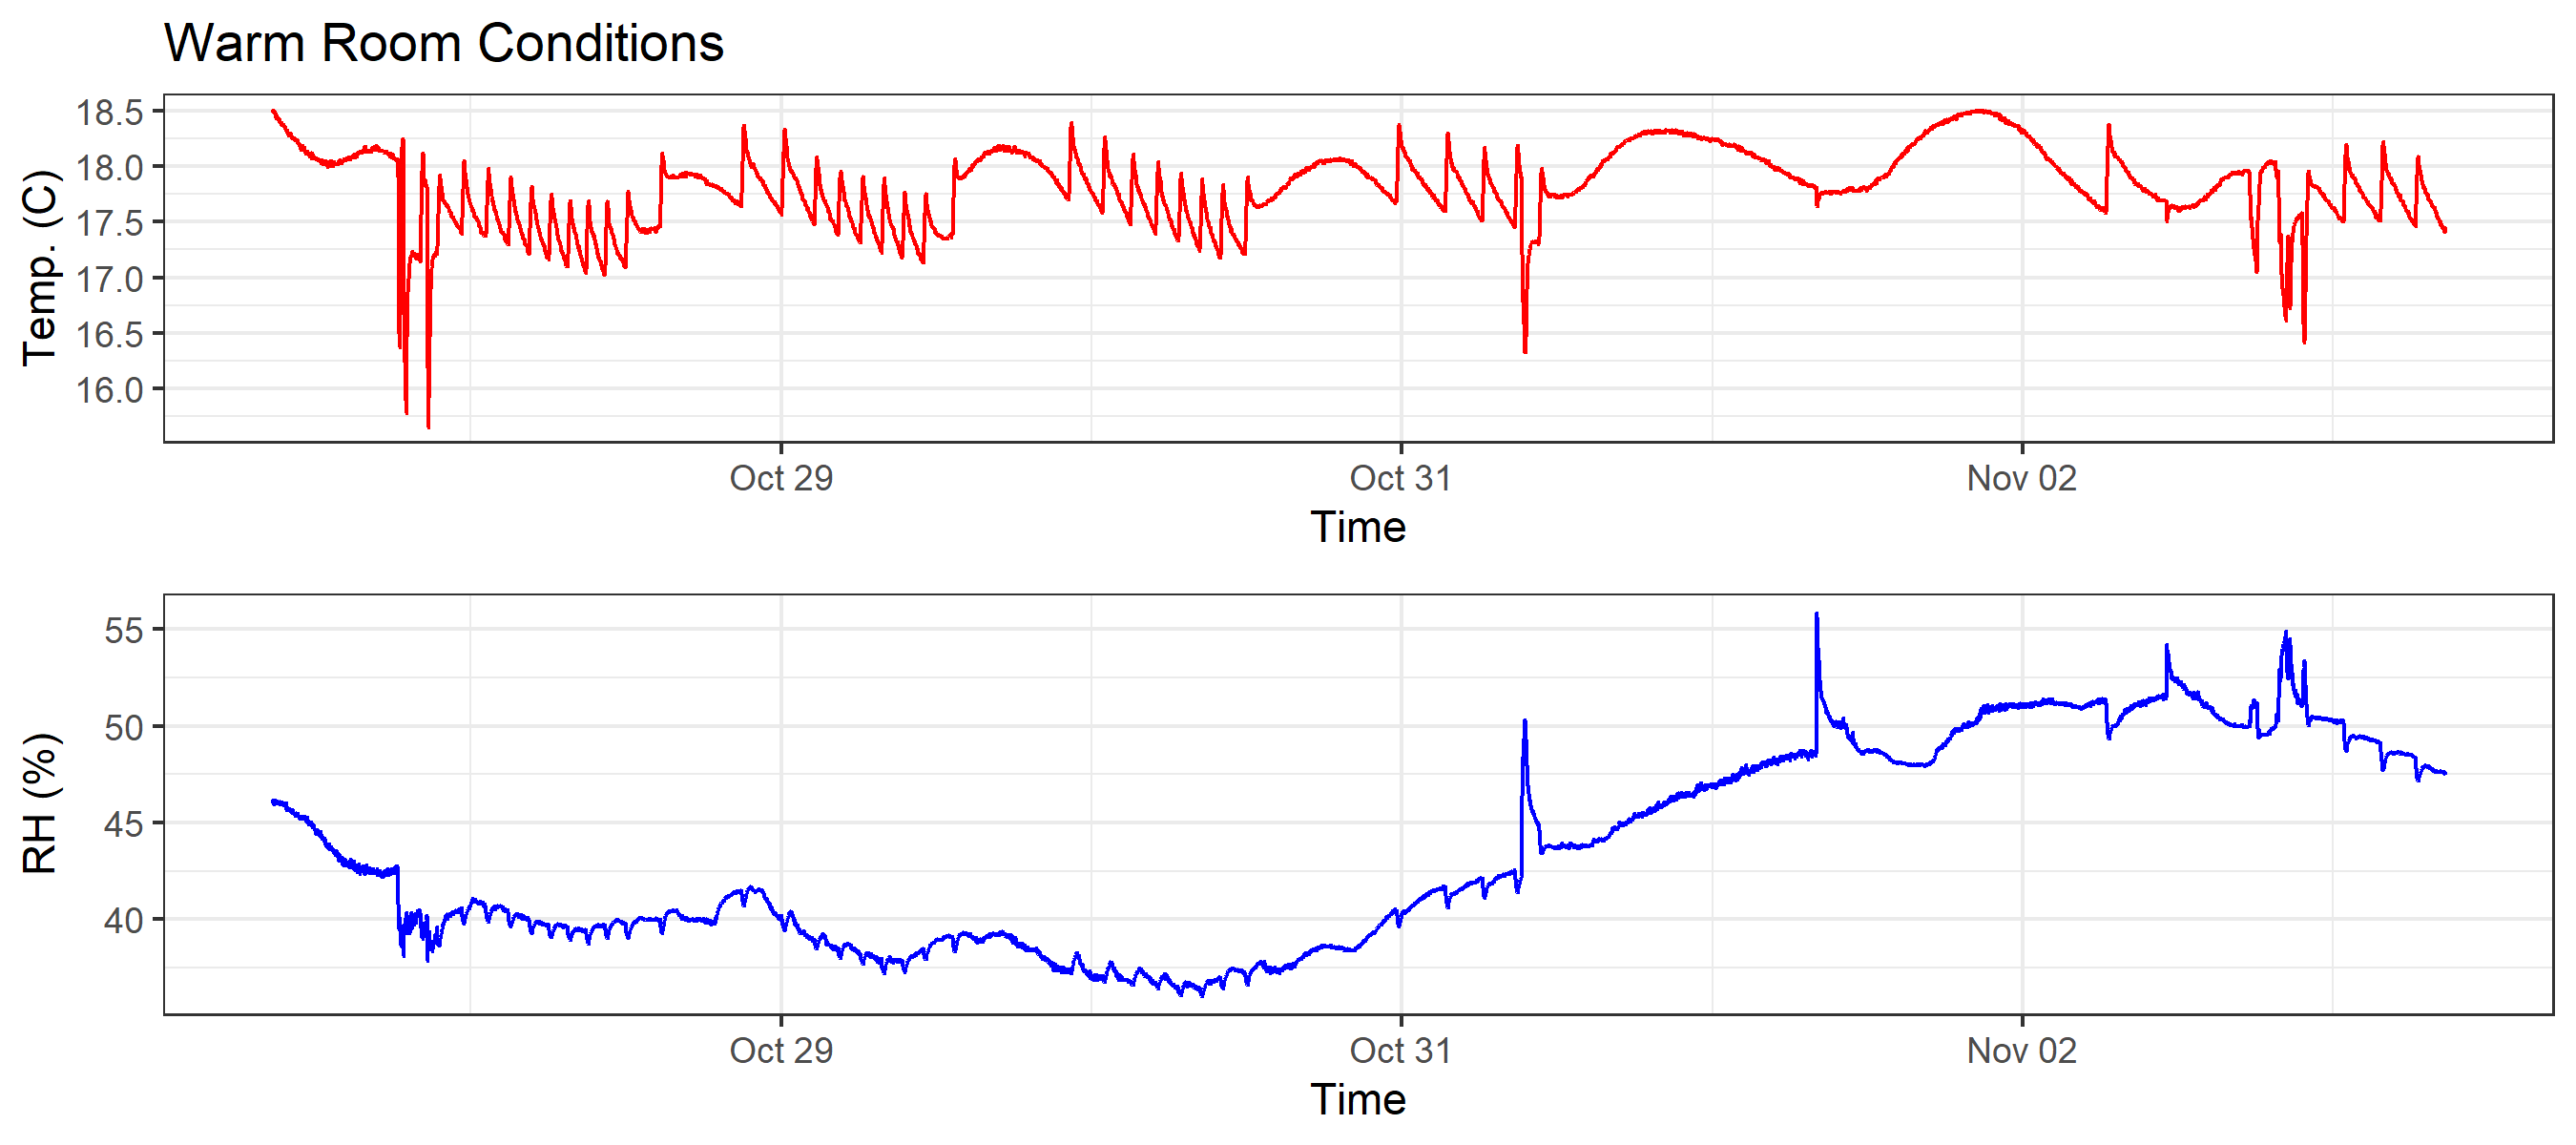 Warm Room Conditions
18.5
18.0
17.5
17.0
16.5
16.0
Temp. (C)
Oct 29 Oct 31 Nov 02
Time
55
50
45
40
RH (%)
Oct 29 Oct 31 Nov 02
Time